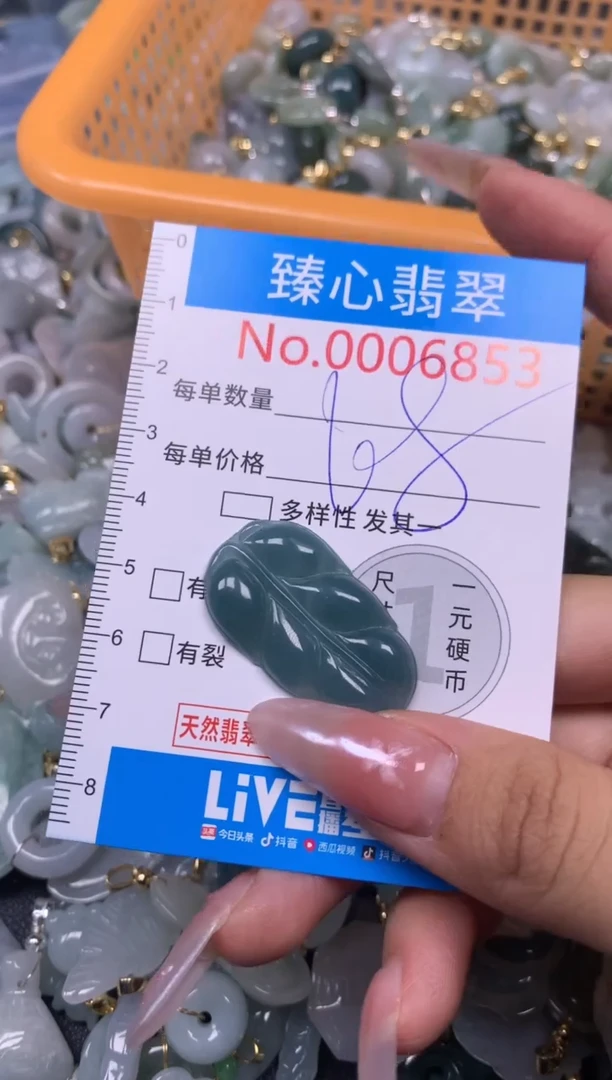 0
1
2
3
4
5
6
7
8
臻心翡翠
No.0006853
每单数量
68
每单价格
多样性 发其一
有
尺
1
一元硬币
有裂
天然翡翠
LiVE
今日头条 抖音 西瓜视频 抖音